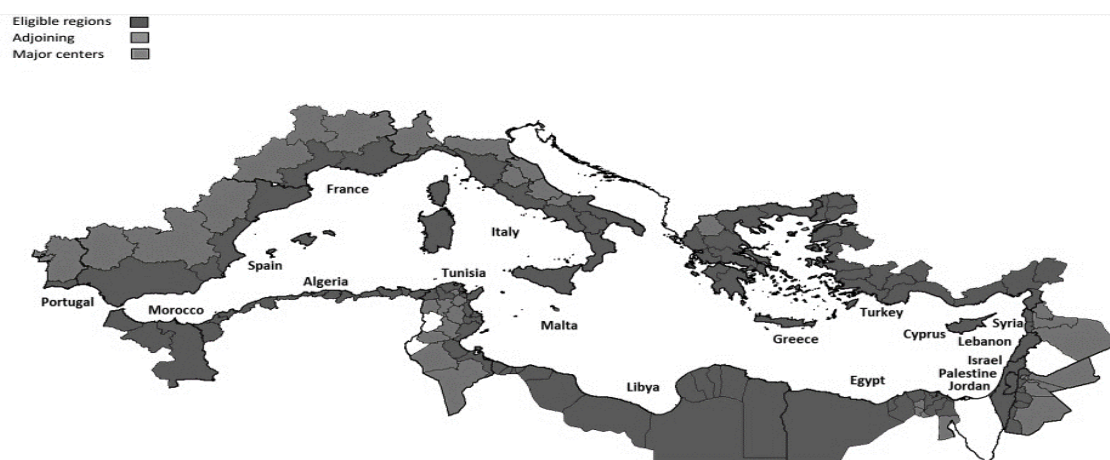 Eligible regions
Adjoining
Major centers
France
Italy
Spain
Portugal
Morocco
Algeria
Tunisia
Malta
Greece
Turkey
Cyprus
Syria
Lebanon
Israel
Palestine
Jordan
Libya
Egypt